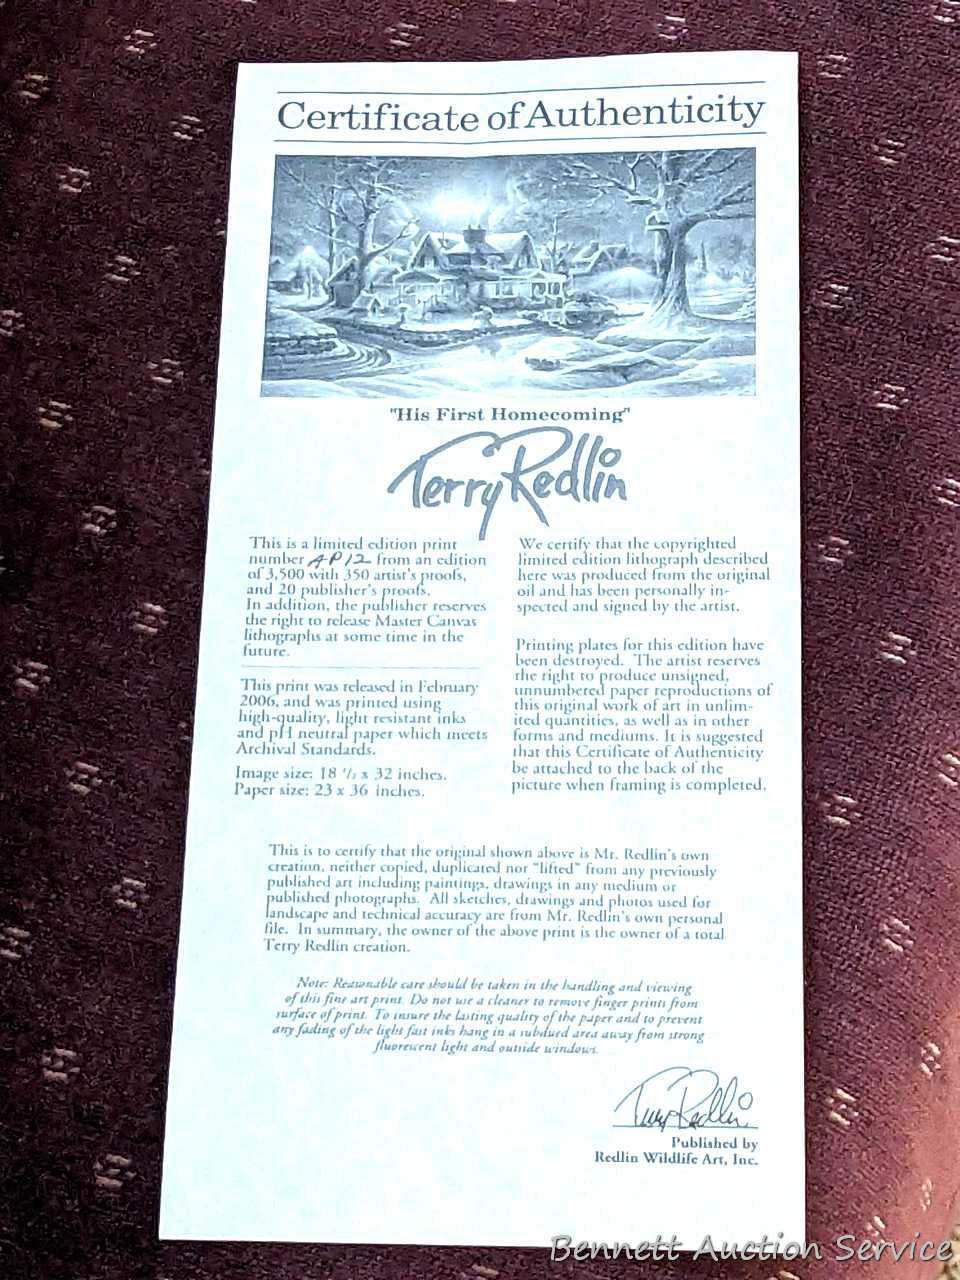 Certificate of Authenticity
"His First Homecoming"
Terry Redlin
This is a limited edition print
number AP12 from an edition
of 3,500 with 350 artist's proofs,
and 20 publisher's proofs.
In addition, the publisher reserves
the right to release Master Canvas
lithographs at some time in the
future.
This print was released in February
2006, and was printed using
high-quality, light resistant inks
and pH neutral paper which meets
Archival Standards.
Image size: 18 x 32 inches.
Paper size: 23 x 36 inches.
We certify that the copyrighted
limited edition lithograph described
here was produced from the original
oil and has been personally in-
spected and signed by the artist.
Printing plates for this edition have
been destroyed. The artist reserves
the right to produce unsigned,
unnumbered paper reproductions of
this original work of art in unlim-
ited quantities, as well as in other
forms and mediums. It is suggested
that this Certificate of Authenticity
be attached to the back of the
picture when framing is completed.
This is to certify that the original shown above is Mr. Redlin's own
creation, neither copied, duplicated nor "lifted" from any previously
published art including paintings, drawings in any medium or
published photographs. All sketches, drawings and photos used for
landscape and technical accuracy are from Mr. Redlin's own personal
file. In summary, the owner of the above print is the owner of a total
Terry Redlin creation.
Note: Reasonable care should be taken in the handling and viewing
of this fine art print. Do not use a cleaner to remove finger prints from
surface of print. To insure the lasting quality of the paper and to prevent
any fading of the light fast inks hang in a subdued area away from strong
fluorescent light and outside windows.
Terry Redlin
Published by
Redlin Wildlife Art, Inc.
Bennett Auction Service